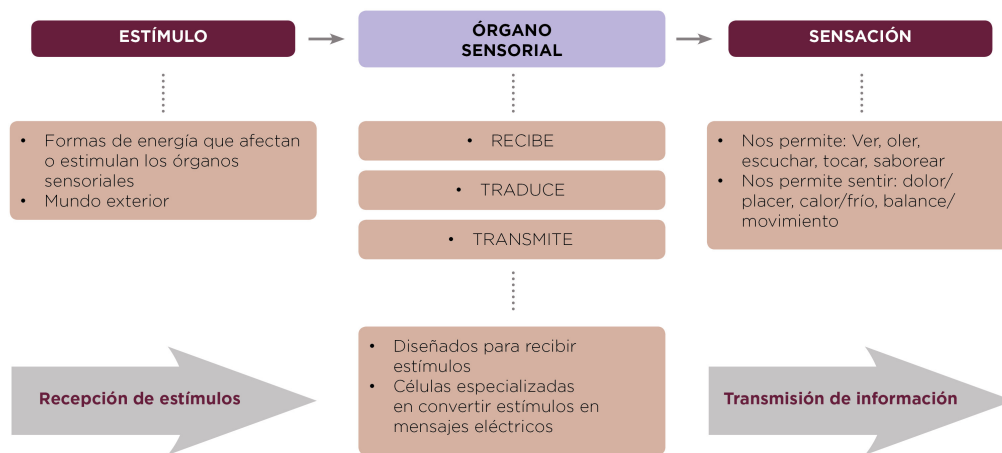 ESTÍMULO
ÓRGANO
SENSORIAL
SENSACIÓN
• Formas de energía que afectan
o estimulan los órganos
sensoriales
• Mundo exterior
• RECIBE
• TRADUCE
• TRANSMITE
• Nos permite: Ver, oler,
escuchar, tocar, saborear
• Nos permite sentir: dolor/
placer, calor/frío, balance/
movimiento
Recepción de estímulos
• Diseñados para recibir
estímulos
• Células especializadas
en convertir estímulos en
mensajes eléctricos
Transmisión de información